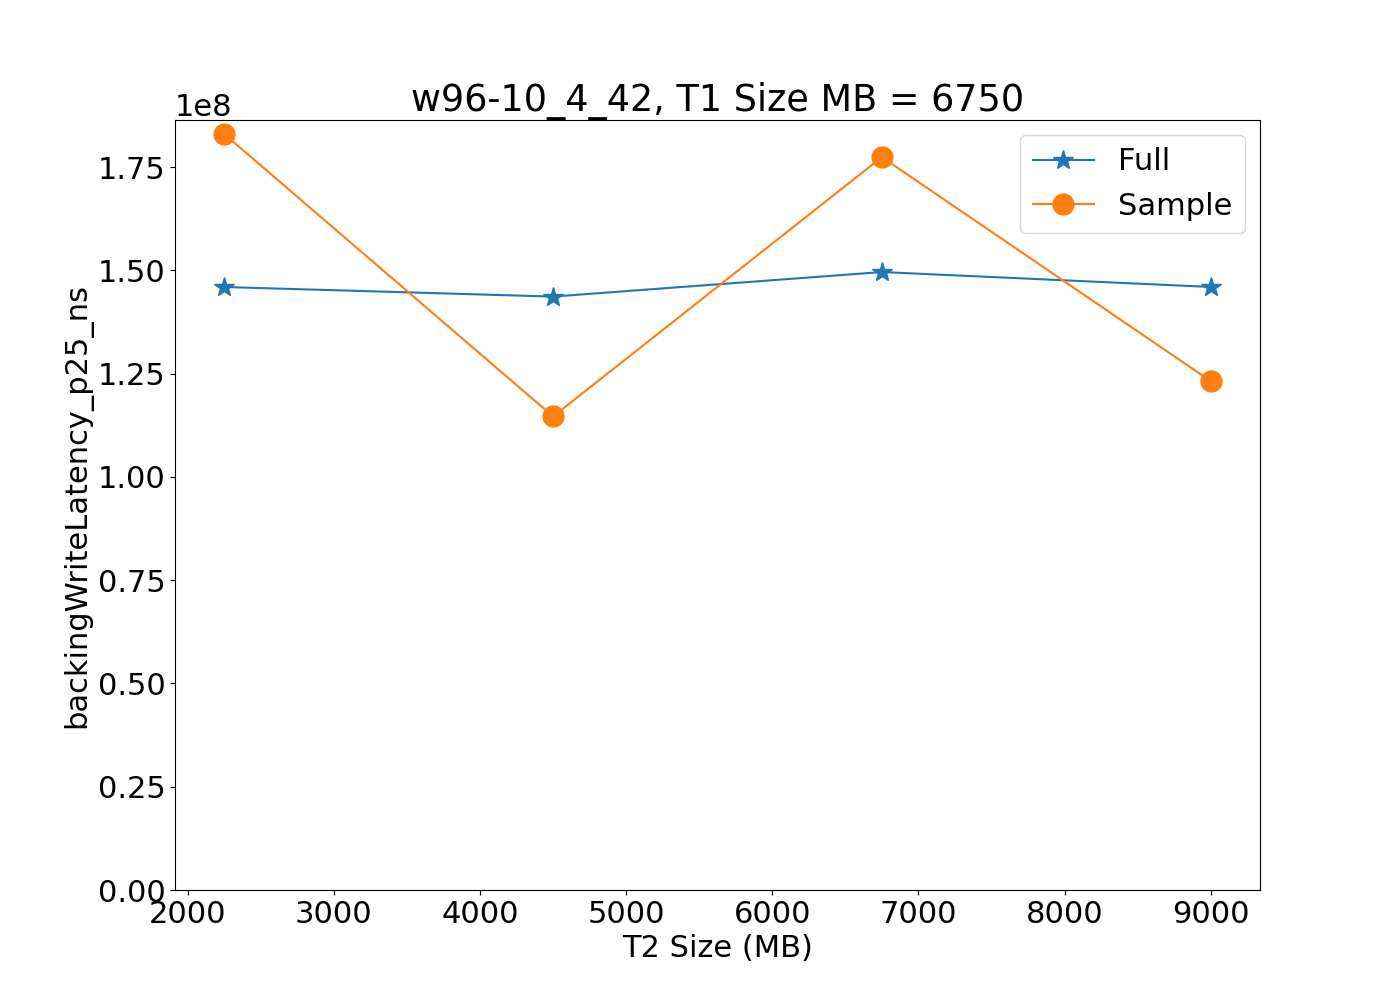 w96-10_4_42, T1 Size MB = 6750
1e8
1.75
1.50
1.25
1.00
0.75
0.50
0.25
0.00
backingWriteLatency_p25_ns
Full
Sample
2000 3000 4000 5000 6000 7000 8000 9000
T2 Size (MB)